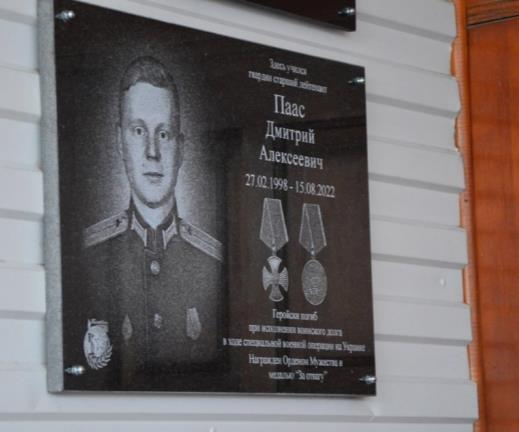 Здесь учился
гвардии старший лейтенант
Паас
Дмитрий
Алексеевич
27.02.1998 - 15.08.2022
Геройски погиб
при исполнении воинского долга
в ходе специальной военной операции на Украине
Награжден Орденом Мужества и
медалью "За отвагу"